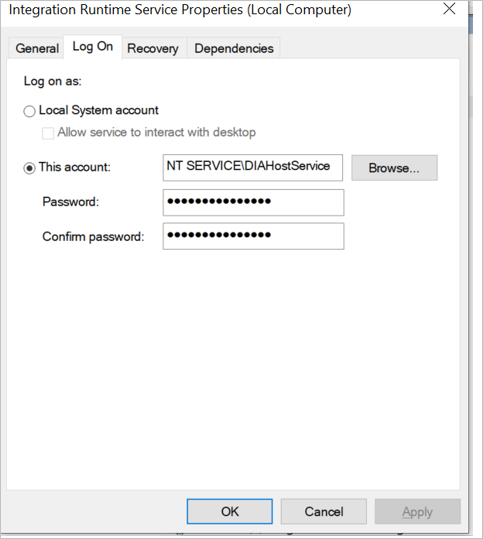 Integration Runtime Service Properties (Local Computer)
General Log On Recovery Dependencies
Log on as:
Local System account
Allow service to interact with desktop
This account: NT SERVICE\DIAHostService Browse...
Password: ●●●●●●●●●●●●●●●
Confirm password: ●●●●●●●●●●●●●●●
OK Cancel Apply